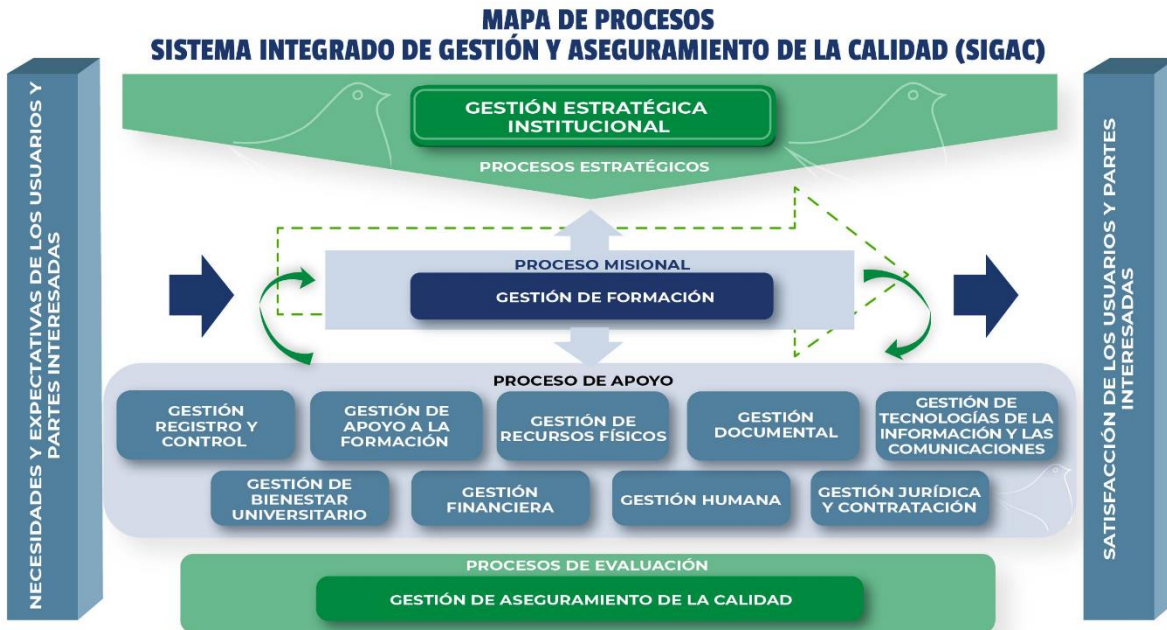 MAPA DE PROCESOS
SISTEMA INTEGRADO DE GESTIÓN Y ASEGURAMIENTO DE LA CALIDAD (SIGAC)
NECESIDADES Y EXPECTATIVAS DE LOS USUARIOS Y
PARTES INTERESADAS
GESTIÓN ESTRATÉGICA
INSTITUCIONAL
PROCESOS ESTRATÉGICOS
PROCESO MISIONAL
GESTIÓN DE FORMACIÓN
PROCESO DE APOYO
GESTIÓN
REGISTRO Y
CONTROL
GESTIÓN DE
APOYO A LA
FORMACIÓN
GESTIÓN DE
RECURSOS FÍSICOS
GESTIÓN
DOCUMENTAL
GESTIÓN DE
TECNOLOGÍAS DE LA
INFORMACIÓN Y LAS
COMUNICACIONES
GESTIÓN DE
BIENESTAR
UNIVERSITARIO
GESTIÓN
FINANCIERA
GESTIÓN HUMANA
GESTIÓN JURÍDICA
Y CONTRATACIÓN
PROCESOS DE EVALUACIÓN
GESTIÓN DE ASEGURAMIENTO DE LA CALIDAD
SATISFACCIÓN DE LOS USUARIOS Y PARTES
INTERESADAS